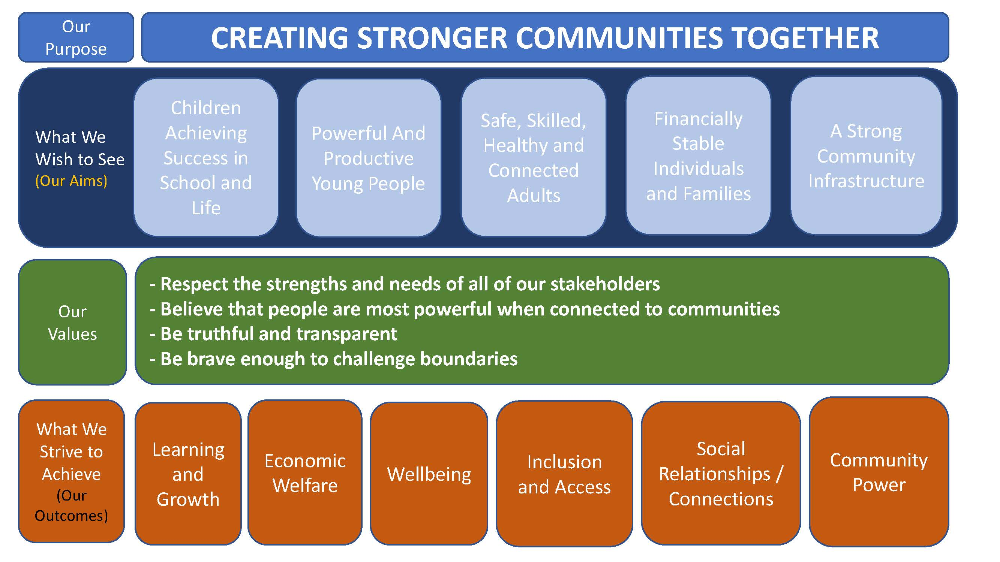 Our
Purpose
CREATING STRONGER COMMUNITIES TOGETHER
What We
Wish to See
(Our Aims)
Children
Achieving
Success in
School and
Life
Powerful And
Productive
Young People
Safe, Skilled,
Healthy and
Connected
Adults
Financially
Stable
Individuals
and Families
A Strong
Community
Infrastructure
Our
Values
- Respect the strengths and needs of all of our stakeholders
- Believe that people are most powerful when connected to communities
- Be truthful and transparent
- Be brave enough to challenge boundaries
What We
Strive to
Achieve
(Our
Outcomes)
Learning
and
Growth
Economic
Welfare
Wellbeing
Inclusion
and Access
Social
Relationships /
Connections
Community
Power